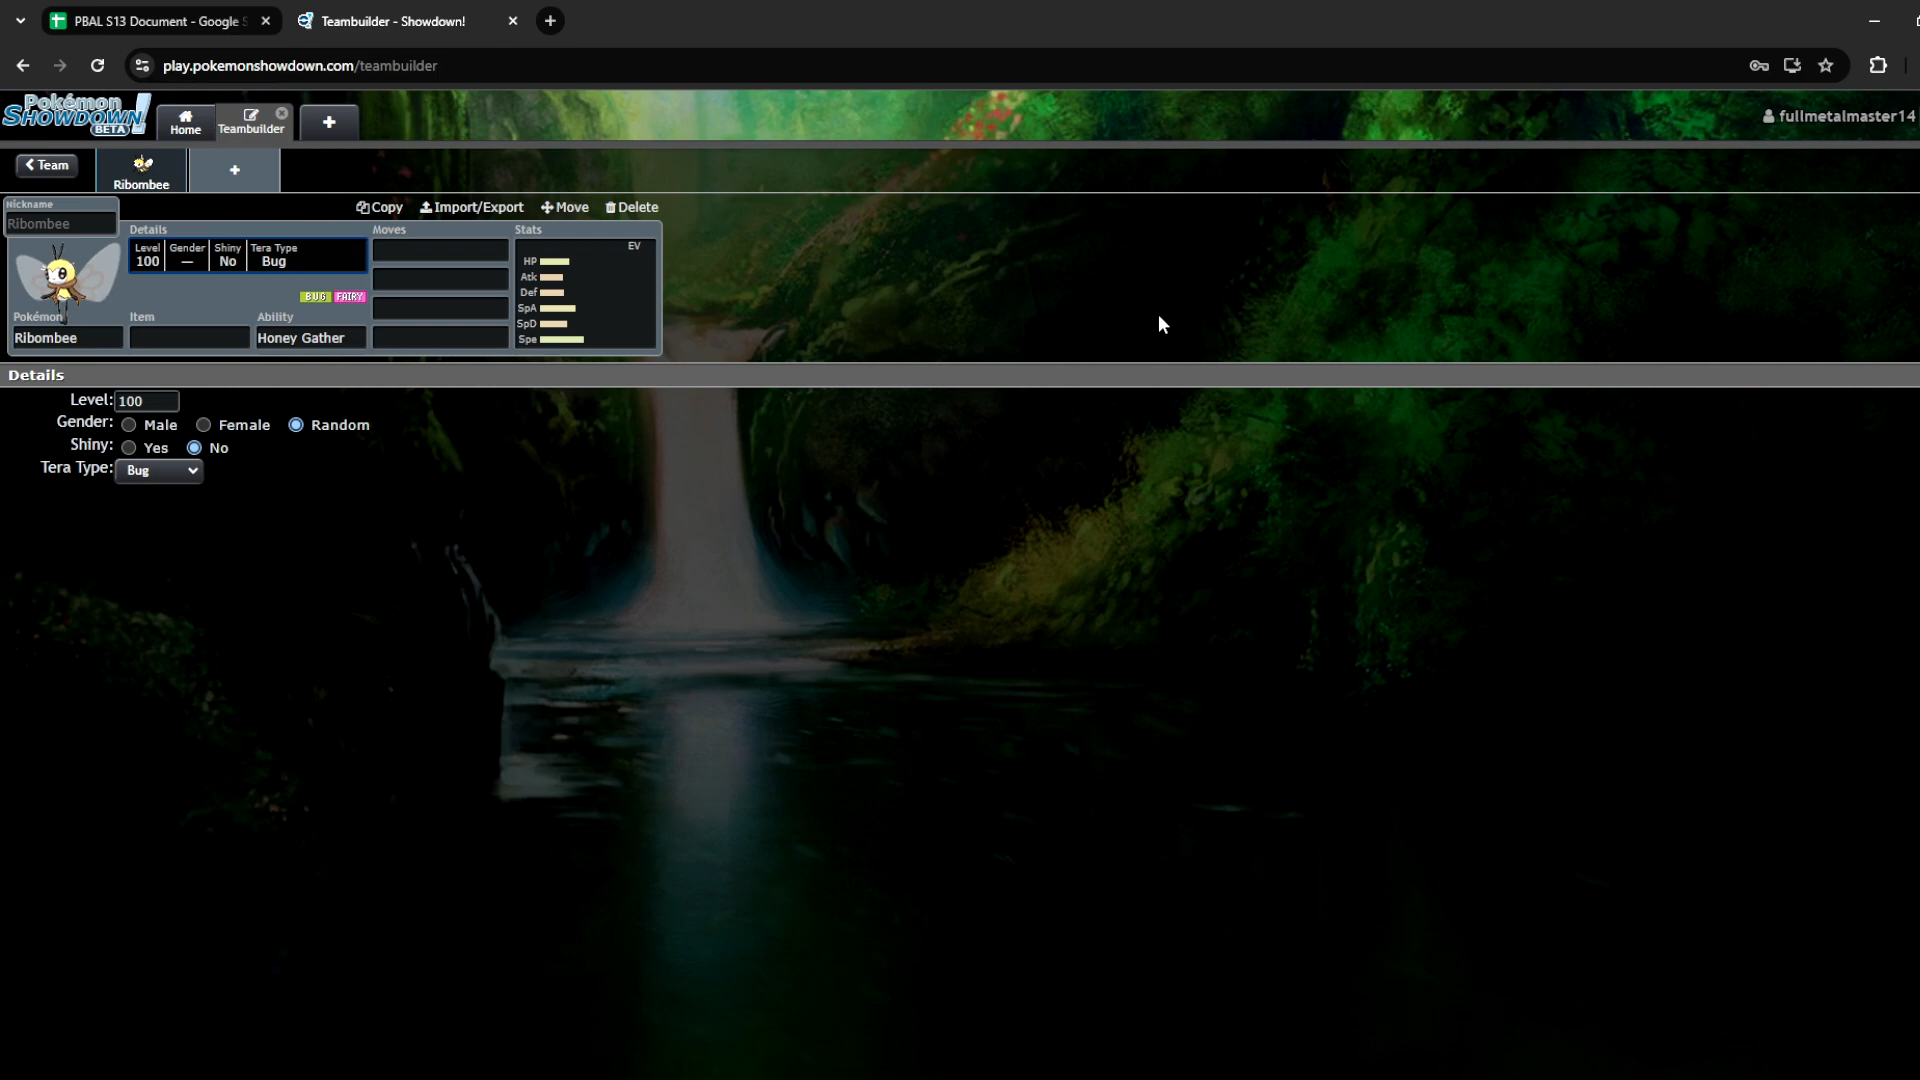 PBAL S13 Document - Google S
Teambuilder - Showdown!
play.pokemonshowdown.com/teambuilder
Pokémon
SHOWDOWN!
BETA
Home
Teambuilder
fullmetalmaster14
Team
Ribombee
Nickname
Ribombee
Copy Import/Export Move Delete
Details
Moves
Stats
Level Gender Shiny Tera Type
100 — No Bug
EV
HP
Atk
Def
SpA
SpD
Spe
BUG FAIRY
Pokémon Item Ability
Ribombee Honey Gather
Details
Level: 100
Gender: Male Female Random
Shiny: Yes No
Tera Type: Bug